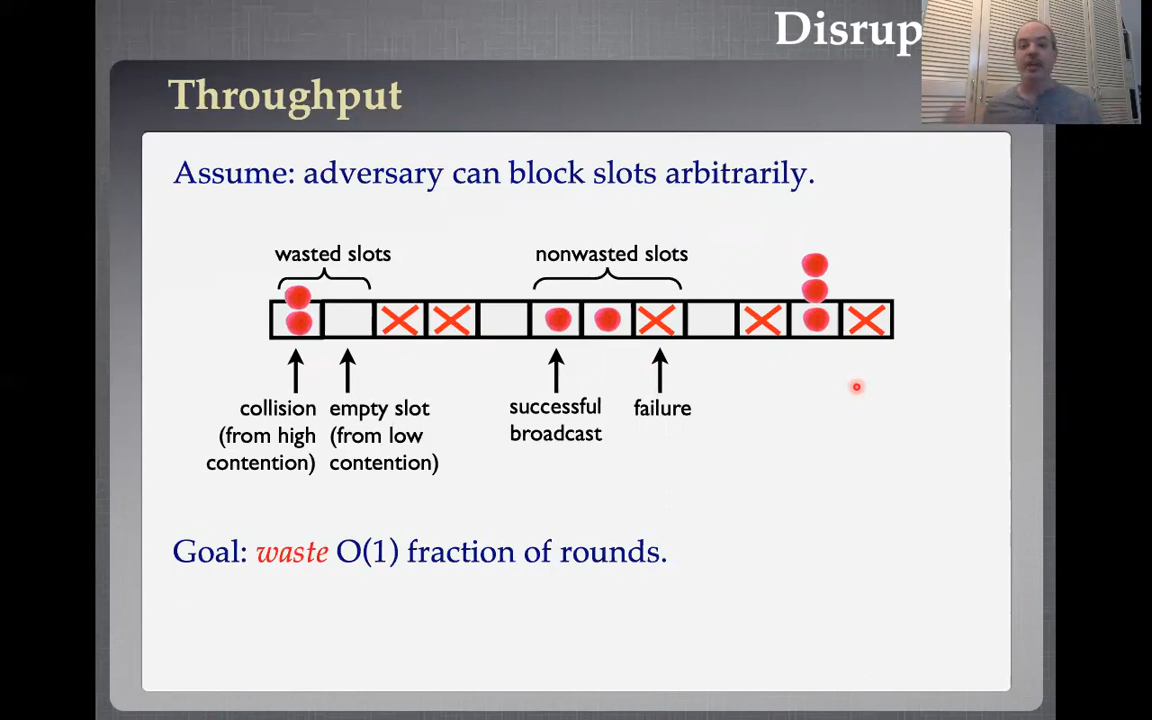 Disrup
Throughput
Assume: adversary can block slots arbitrarily.
wasted slots
nonwasted slots
collision
(from high
contention)
empty slot
(from low
contention)
successful
broadcast
failure
Goal: waste O(1) fraction of rounds.